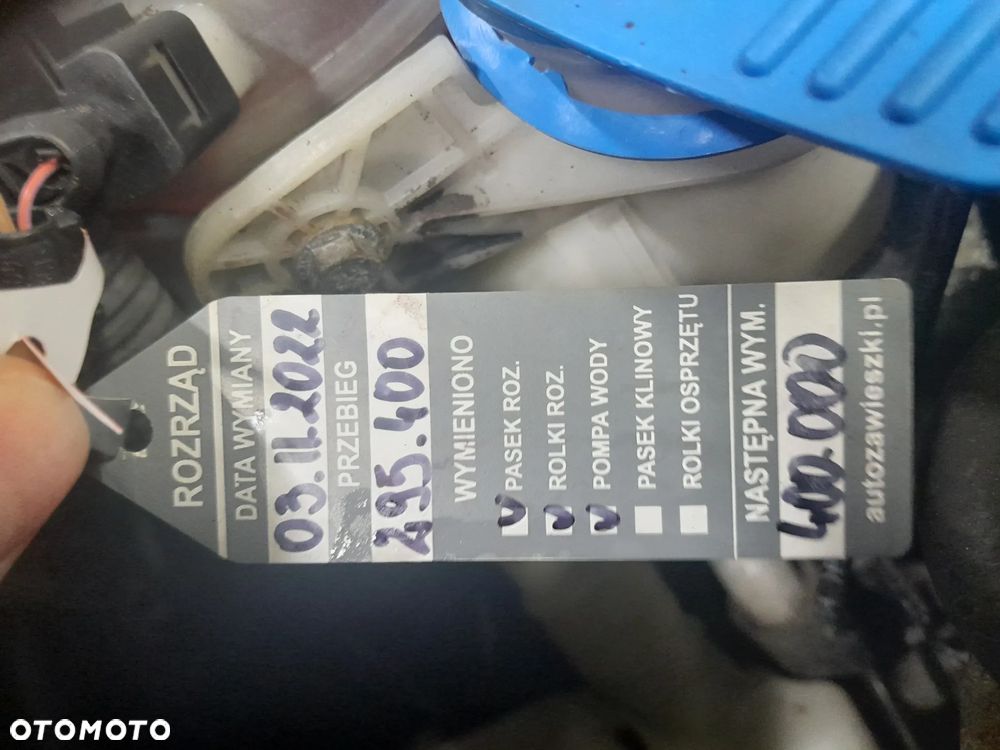 ROZRZĄD
DATA WYMIANY
03.11.2022
PRZEBIEG
295.400
WYMIENIONO
PASEK ROZ.
ROLKI ROZ.
POMPA WODY
PASEK KLINOWY
ROLKI OSPRZĘTU
NASTĘPNA WYM.
400.000
autozawieszki.pl
OTOMOTO